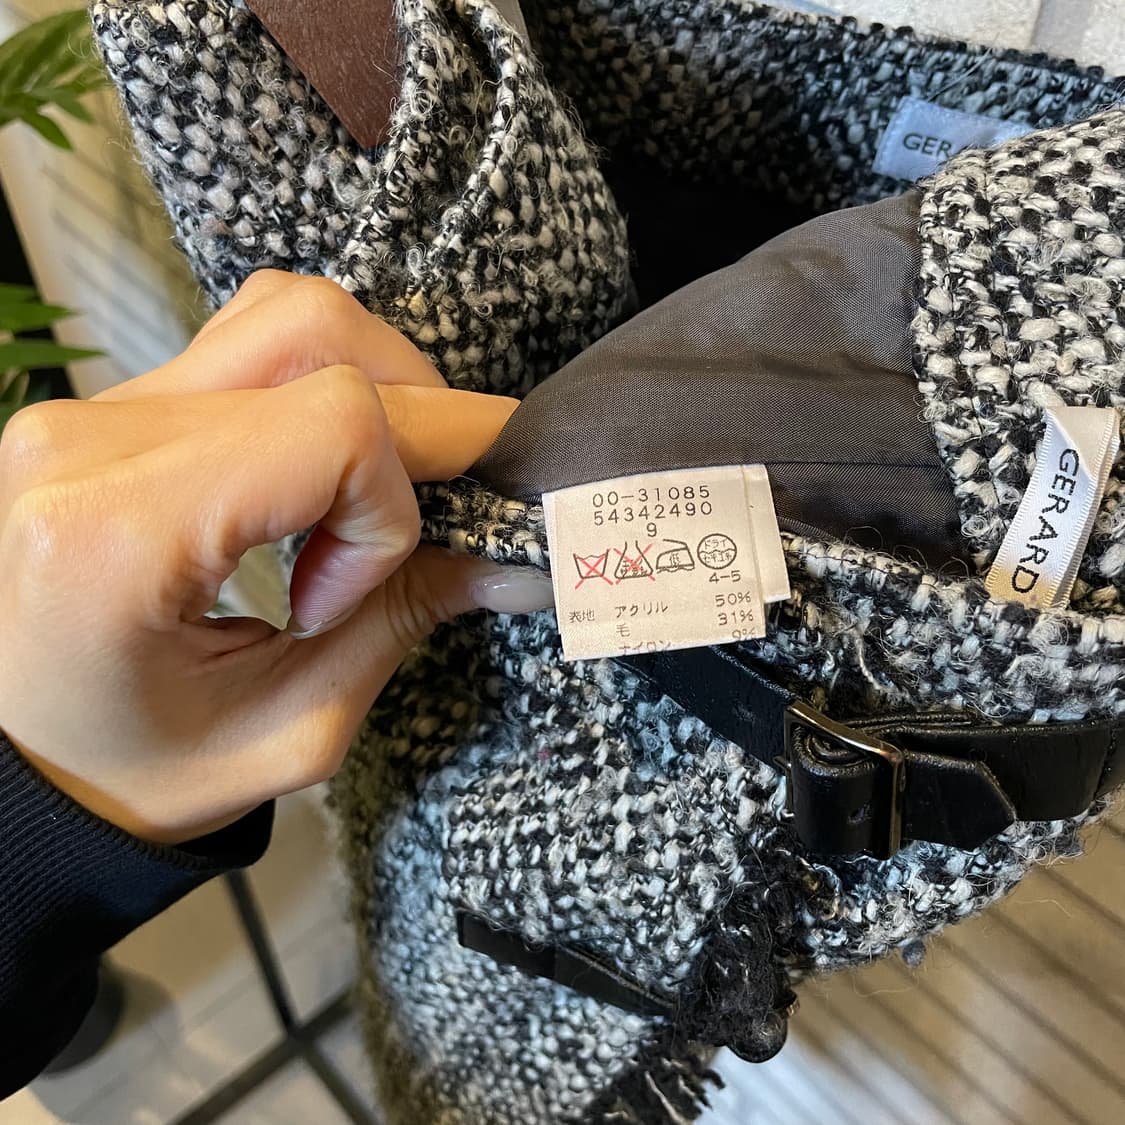 GER
00-31085
54342490
9
ドライ
4-5
表地 アクリル 50%
毛 31%
ナイロン 9%
GERARD